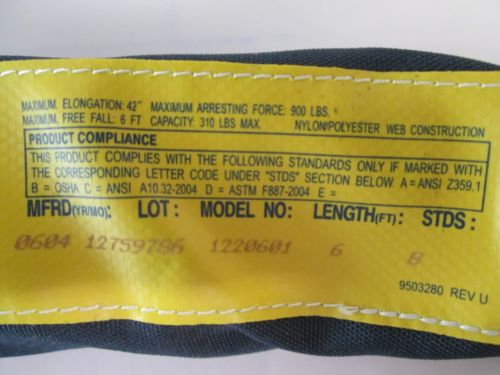 MAXIMUM. ELONGATION: 42" MAXIMUM ARRESTING FORCE: 900 LBS.
MAXIMUM. FREE FALL: 6 FT CAPACITY: 310 LBS MAX. NYLON/POLYESTER WEB CONSTRUCTION
PRODUCT COMPLIANCE
THIS PRODUCT COMPLIES WITH THE FOLLOWING STANDARDS ONLY IF MARKED WITH
THE CORRESPONDING LETTER CODE UNDER "STDS" SECTION BELOW. A = ANSI Z359.1
B = OSHA C = ANSI A10.32-2004 D = ASTM F887-2004 E =
MFRD(YR/MO): LOT: MODEL NO: LENGTH(FT): STDS:
0604 12759786 1220601 6 B
9503280 REV U